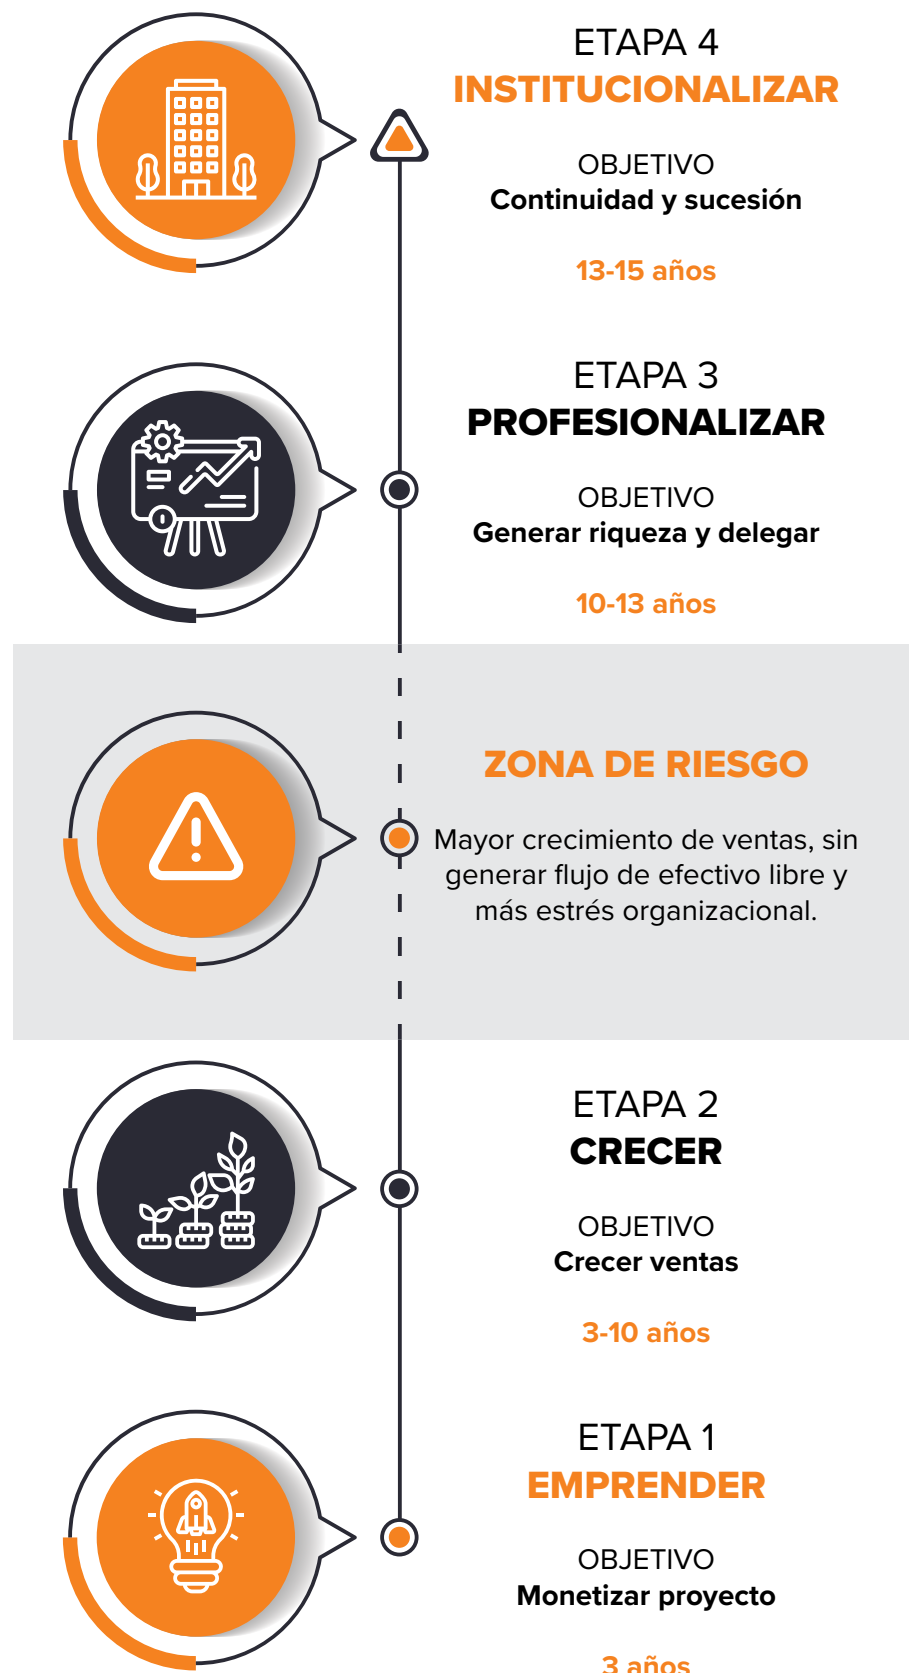 ETAPA 4
INSTITUCIONALIZAR
OBJETIVO
Continuidad y sucesión
13-15 años
ETAPA 3
PROFESIONALIZAR
OBJETIVO
Generar riqueza y delegar
10-13 años
ZONA DE RIESGO
Mayor crecimiento de ventas, sin
generar flujo de efectivo libre y
más estrés organizacional.
ETAPA 2
CRECER
OBJETIVO
Crecer ventas
3-10 años
ETAPA 1
EMPRENDER
OBJETIVO
Monetizar proyecto
3 años